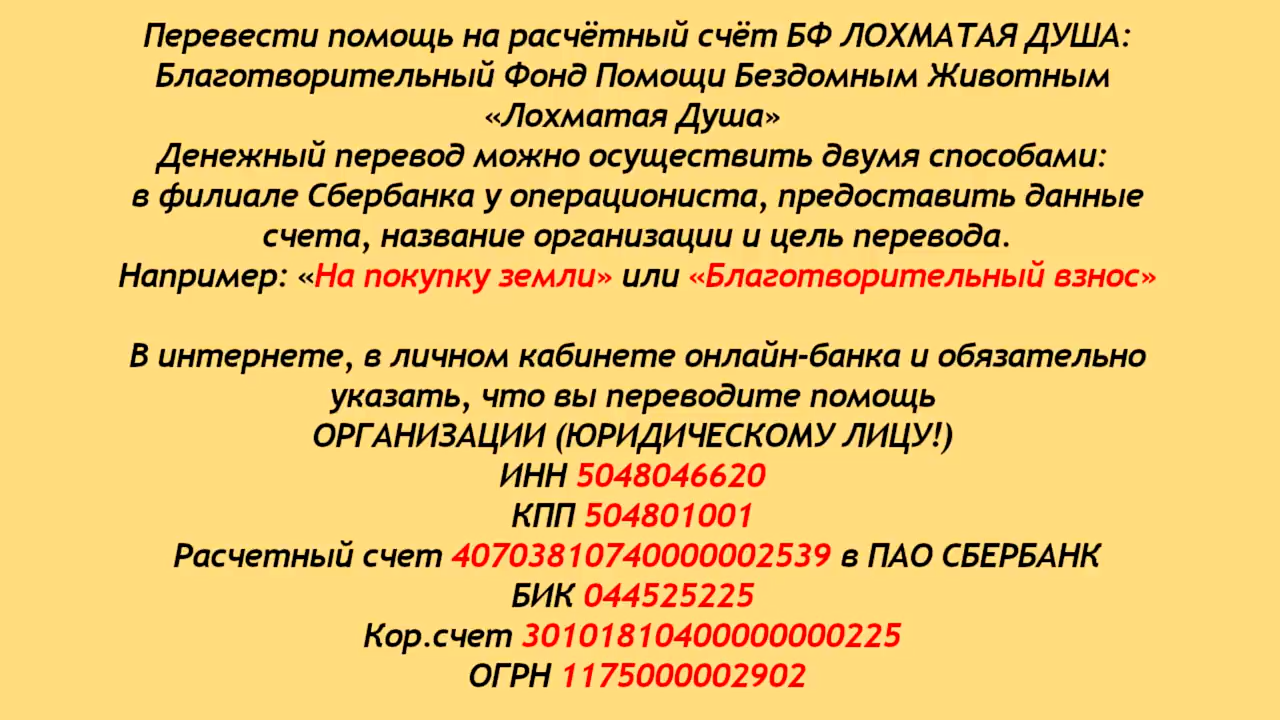 Перевести помощь на расчётный счёт БФ ЛОХМАТАЯ ДУША:
Благотворительный Фонд Помощи Бездомным Животным
«Лохматая Душа»
Денежный перевод можно осуществить двумя способами:
в филиале Сбербанка у операциониста, предоставить данные
счета, название организации и цель перевода.
Например: «На покупку земли» или «Благотворительный взнос»
В интернете, в личном кабинете онлайн-банка и обязательно
указать, что вы переводите помощь
ОРГАНИЗАЦИИ (ЮРИДИЧЕСКОМУ ЛИЦУ!)
ИНН 5048046620
КПП 504801001
Расчетный счет 40703810740000002539 в ПАО СБЕРБАНК
БИК 044525225
Кор.счет 30101810400000000225
ОГРН 1175000002902